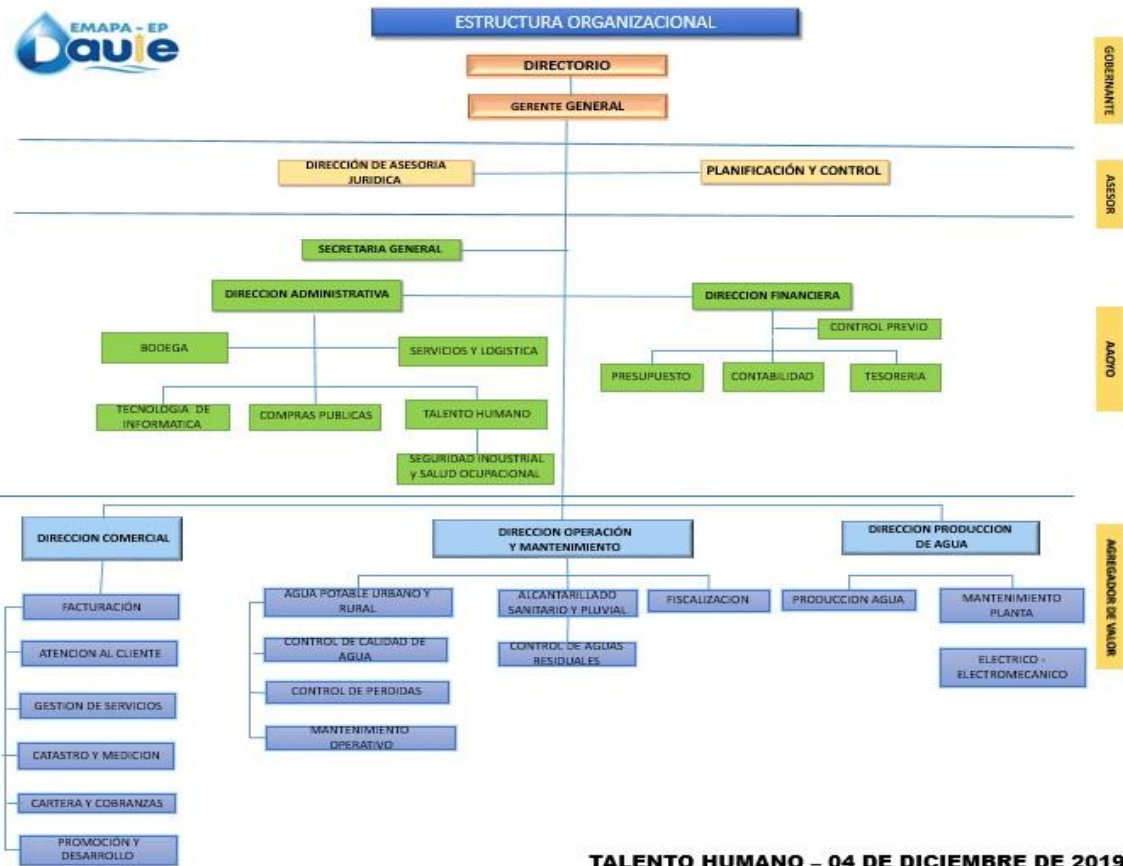 EMAPA - EP
Daule
ESTRUCTURA ORGANIZACIONAL
DIRECTORIO
GERENTE GENERAL
GOBERNANTE
DIRECCIÓN DE ASESORIA
JURIDICA
PLANIFICACIÓN Y CONTROL
ASESOR
SECRETARIA GENERAL
DIRECCION ADMINISTRATIVA
DIRECCION FINANCIERA
CONTROL PREVIO
BODEGA
SERVICIOS Y LOGISTICA
PRESUPUESTO
CONTABILIDAD
TESORERIA
AAOYO
TECNOLOGIA DE
INFORMATICA
COMPRAS PUBLICAS
TALENTO HUMANO
SEGURIDAD INDUSTRIAL
y SALUD OCUPACIONAL
DIRECCION COMERCIAL
DIRECCION OPERACIÓN
Y MANTENIMIENTO
DIRECCION PRODUCCION
DE AGUA
AGREGADOR DE VALOR
FACTURACIÓN
ATENCION AL CLIENTE
GESTION DE SERVICIOS
CATASTRO Y MEDICION
CARTERA Y COBRANZAS
PROMOCIÓN Y
DESARROLLO
AGUA POTABLE URBANO Y
RURAL
CONTROL DE CALIDAD DE
AGUA
CONTROL DE PERDIDAS
MANTENIMIENTO
OPERATIVO
ALCANTARILLADO
SANITARIO Y PLUVIAL
CONTROL DE AGUAS
RESIDUALES
FISCALIZACION
PRODUCCION AGUA
MANTENIMIENTO
PLANTA
ELECTRICO -
ELECTROMECANICO
TALENTO HUMANO – 04 DE DICIEMBRE DE 2019